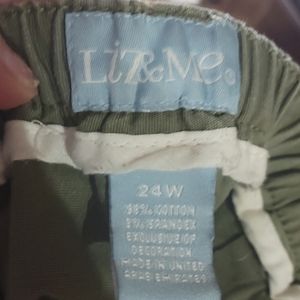 Liz&Me®
24W
98% COTTON
2% SPANDEX
EXCLUSIVE OF
DECORATION
MADE IN UNITED
ARAB EMIRATES